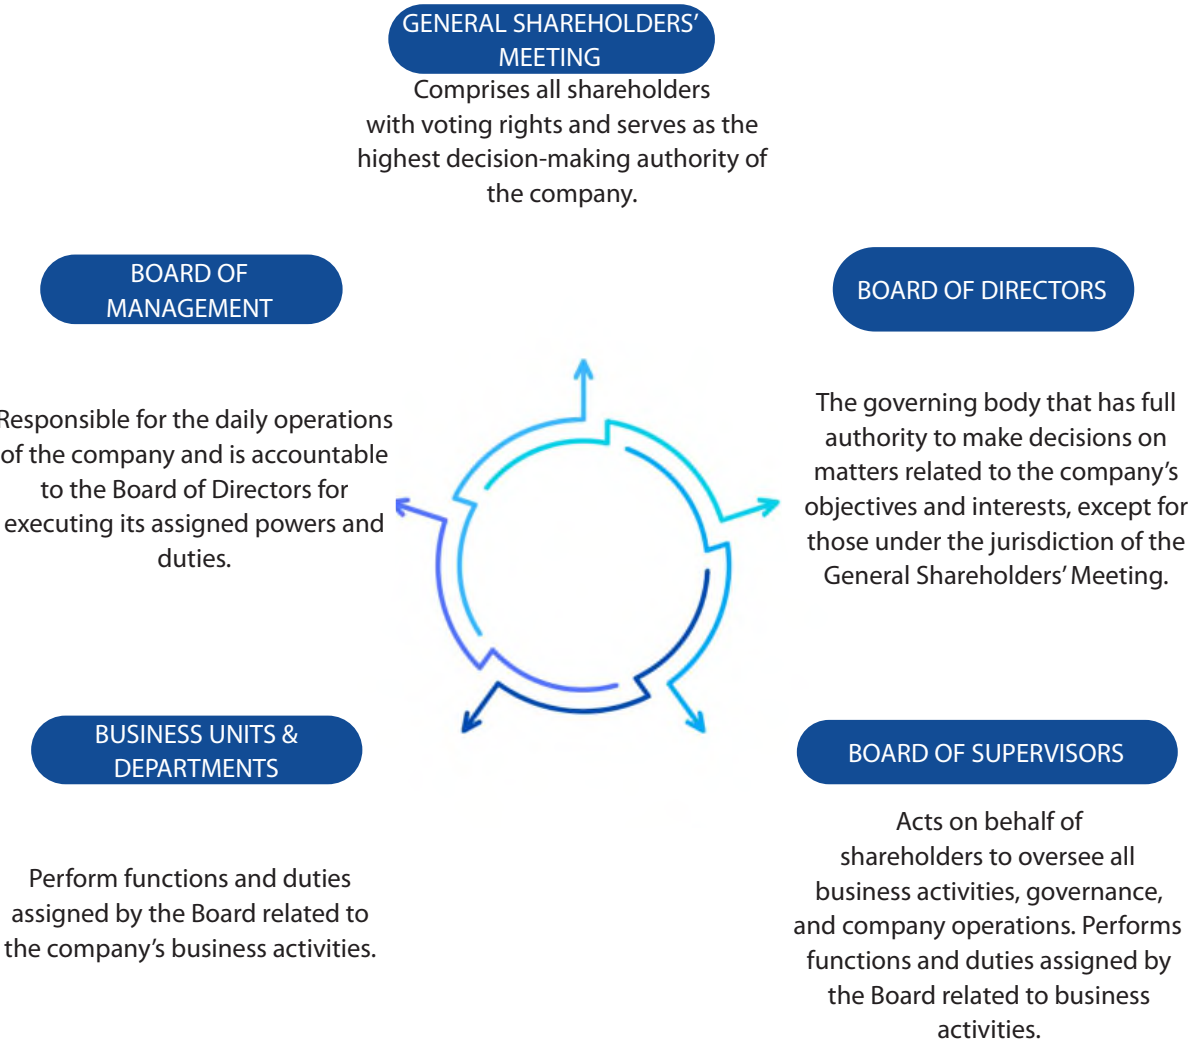 GENERAL SHAREHOLDERS’
MEETING
Comprises all shareholders
with voting rights and serves as the
highest decision-making authority of
the company.
BOARD OF
MANAGEMENT
Responsible for the daily operations
of the company and is accountable
to the Board of Directors for
executing its assigned powers and
duties.
BOARD OF DIRECTORS
The governing body that has full
authority to make decisions on
matters related to the company’s
objectives and interests, except for
those under the jurisdiction of the
General Shareholders’ Meeting.
BUSINESS UNITS &
DEPARTMENTS
Perform functions and duties
assigned by the Board related to
the company’s business activities.
BOARD OF SUPERVISORS
Acts on behalf of
shareholders to oversee all
business activities, governance,
and company operations. Performs
functions and duties assigned by
the Board related to business
activities.